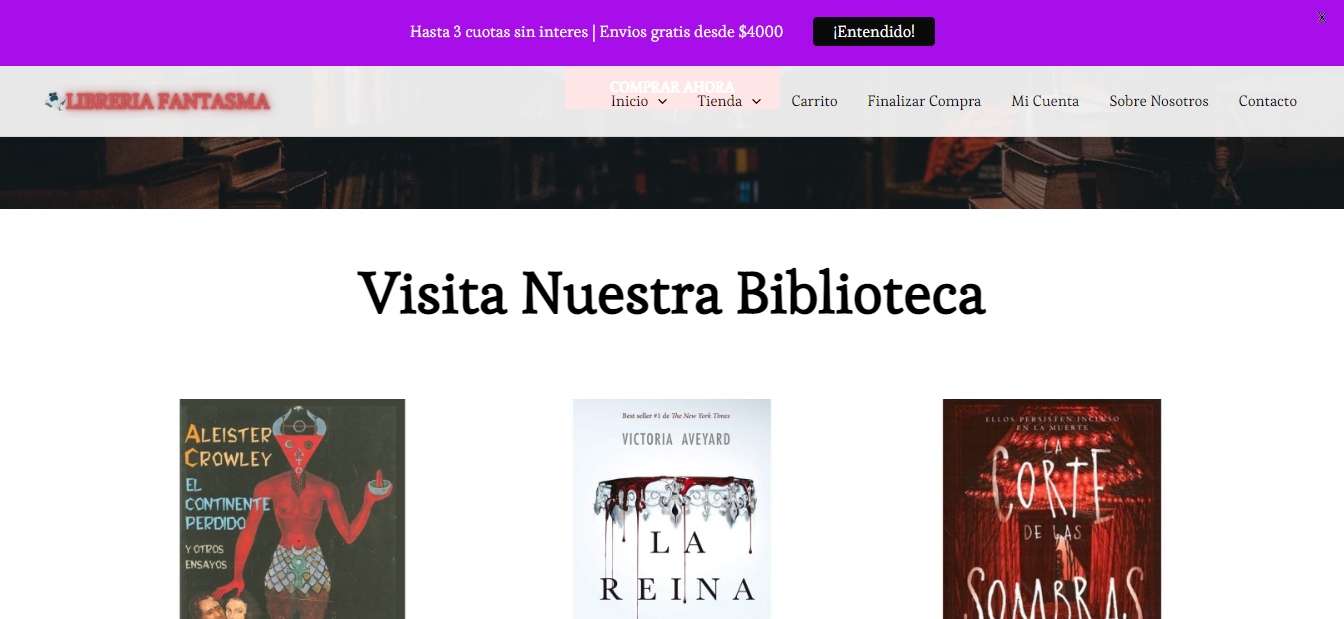 Hasta 3 cuotas sin interes | Envios gratis desde $4000
¡Entendido!
X
COMPRAR AHORA
LIBRERIA FANTASMA
Inicio
Tienda
Carrito
Finalizar Compra
Mi Cuenta
Sobre Nosotros
Contacto
Visita Nuestra Biblioteca
ALEISTER
CROWLEY
EL
CONTINENTE
PERDIDO
Y OTROS
ENSAYOS
Best seller #1 de The New York Times
VICTORIA AVEYARD
LA
REINA
ELLOS PERSISTEN INCLUSO
EN LA MUERTE
LA
CORTE
DE LAS
SOMBRAS